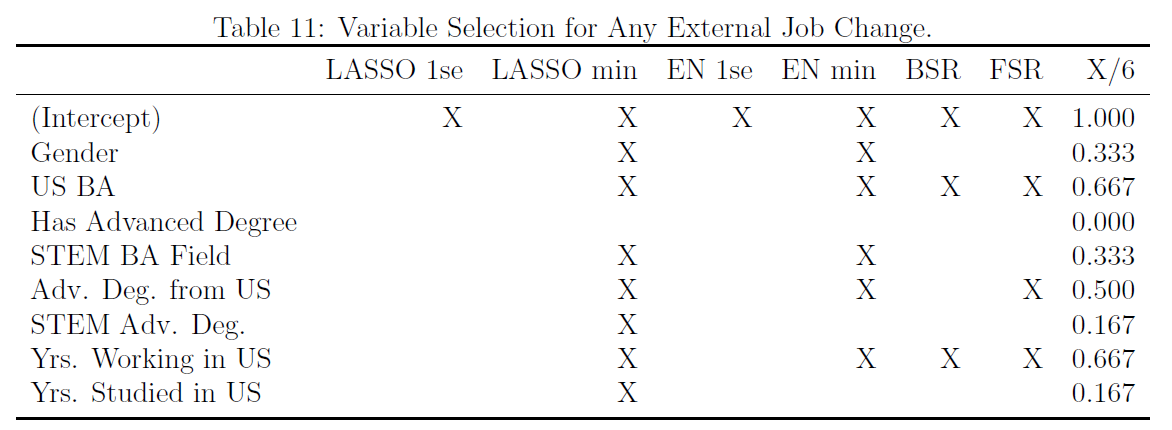 Table 11: Variable Selection for Any External Job Change.
LASSO 1se LASSO min EN 1se EN min BSR FSR X/6
(Intercept) X X X X X X 1.000
Gender X X 0.333
US BA X X X X 0.667
Has Advanced Degree 0.000
STEM BA Field X X 0.333
Adv. Deg. from US X X X 0.500
STEM Adv. Deg. X 0.167
Yrs. Working in US X X X X 0.667
Yrs. Studied in US X 0.167